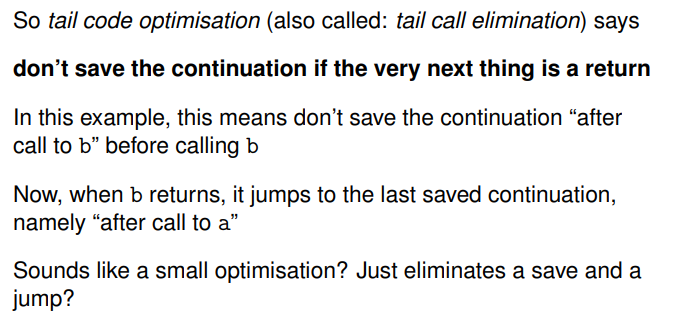 So tail code optimisation (also called: tail call elimination) says
don’t save the continuation if the very next thing is a return
In this example, this means don’t save the continuation “after
call to b” before calling b
Now, when b returns, it jumps to the last saved continuation,
namely “after call to a”
Sounds like a small optimisation? Just eliminates a save and a
jump?